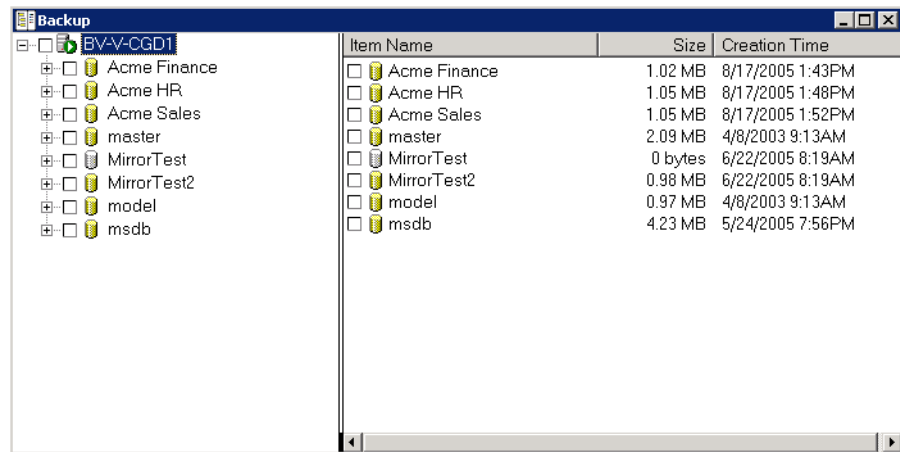 Backup
BV-V-CGD1
Acme Finance
Acme HR
Acme Sales
master
MirrorTest
MirrorTest2
model
msdb
Item Name Size Creation Time
Acme Finance 1.02 MB 8/17/2005 1:43PM
Acme HR 1.05 MB 8/17/2005 1:48PM
Acme Sales 1.05 MB 8/17/2005 1:52PM
master 2.09 MB 4/8/2003 9:13AM
MirrorTest 0 bytes 6/22/2005 8:19AM
MirrorTest2 0.98 MB 6/22/2005 8:19AM
model 0.97 MB 4/8/2003 9:13AM
msdb 4.23 MB 5/24/2005 7:56PM